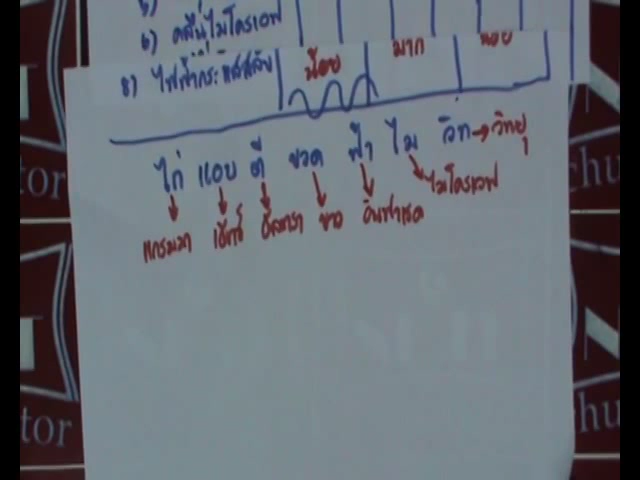 6) คลื่นไมโครเวฟ
8) ไฟฟ้ากระแสสลับ น้อย มาก น้อย
ไก่ แอบ ตี ขวด ฟ้า ไม วิท → วิทยุ
แกรมมา เอ็กซ์ อัลตรา ขาว อินฟาเรด ไมโครเวฟ
tor
chu
tor
chu